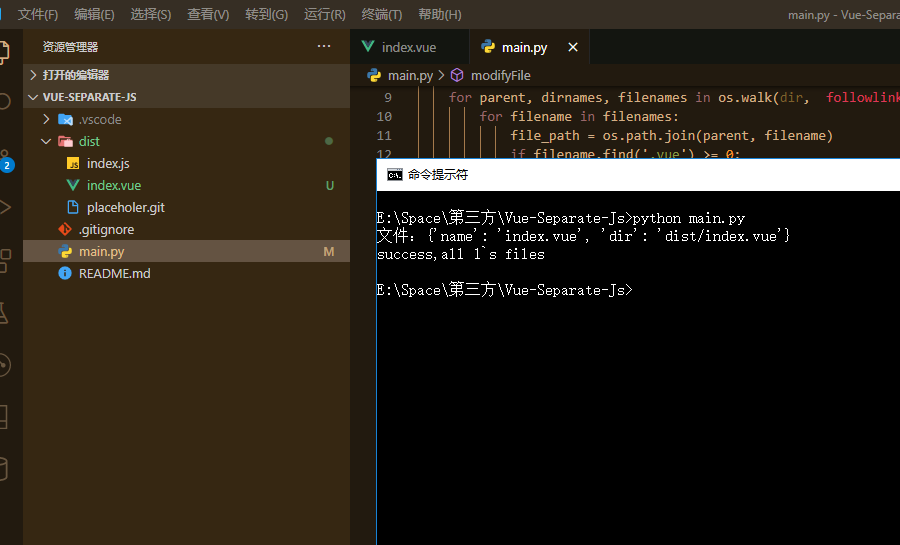 文件(F) 编辑(E) 选择(S) 查看(V) 转到(G) 运行(R) 终端(T) 帮助(H) main.py - Vue-Separa
资源管理器 ···
打开的编辑器
VUE-SEPARATE-JS
.vscode
dist
JS index.js
index.vue U
placeholer.git
.gitignore
main.py M
README.md
2
index.vue main.py
main.py > modifyFile
9 for parent, dirnames, filenames in os.walk(dir, followlink
10 for filename in filenames:
11 file_path = os.path.join(parent, filename)
12 if filename.find('.vue') >= 0:
命令提示符
E:\Space\第三方\Vue-Separate-Js>python main.py
文件：{'name': 'index.vue', 'dir': 'dist/index.vue'}
success,all 1`s files
E:\Space\第三方\Vue-Separate-Js>